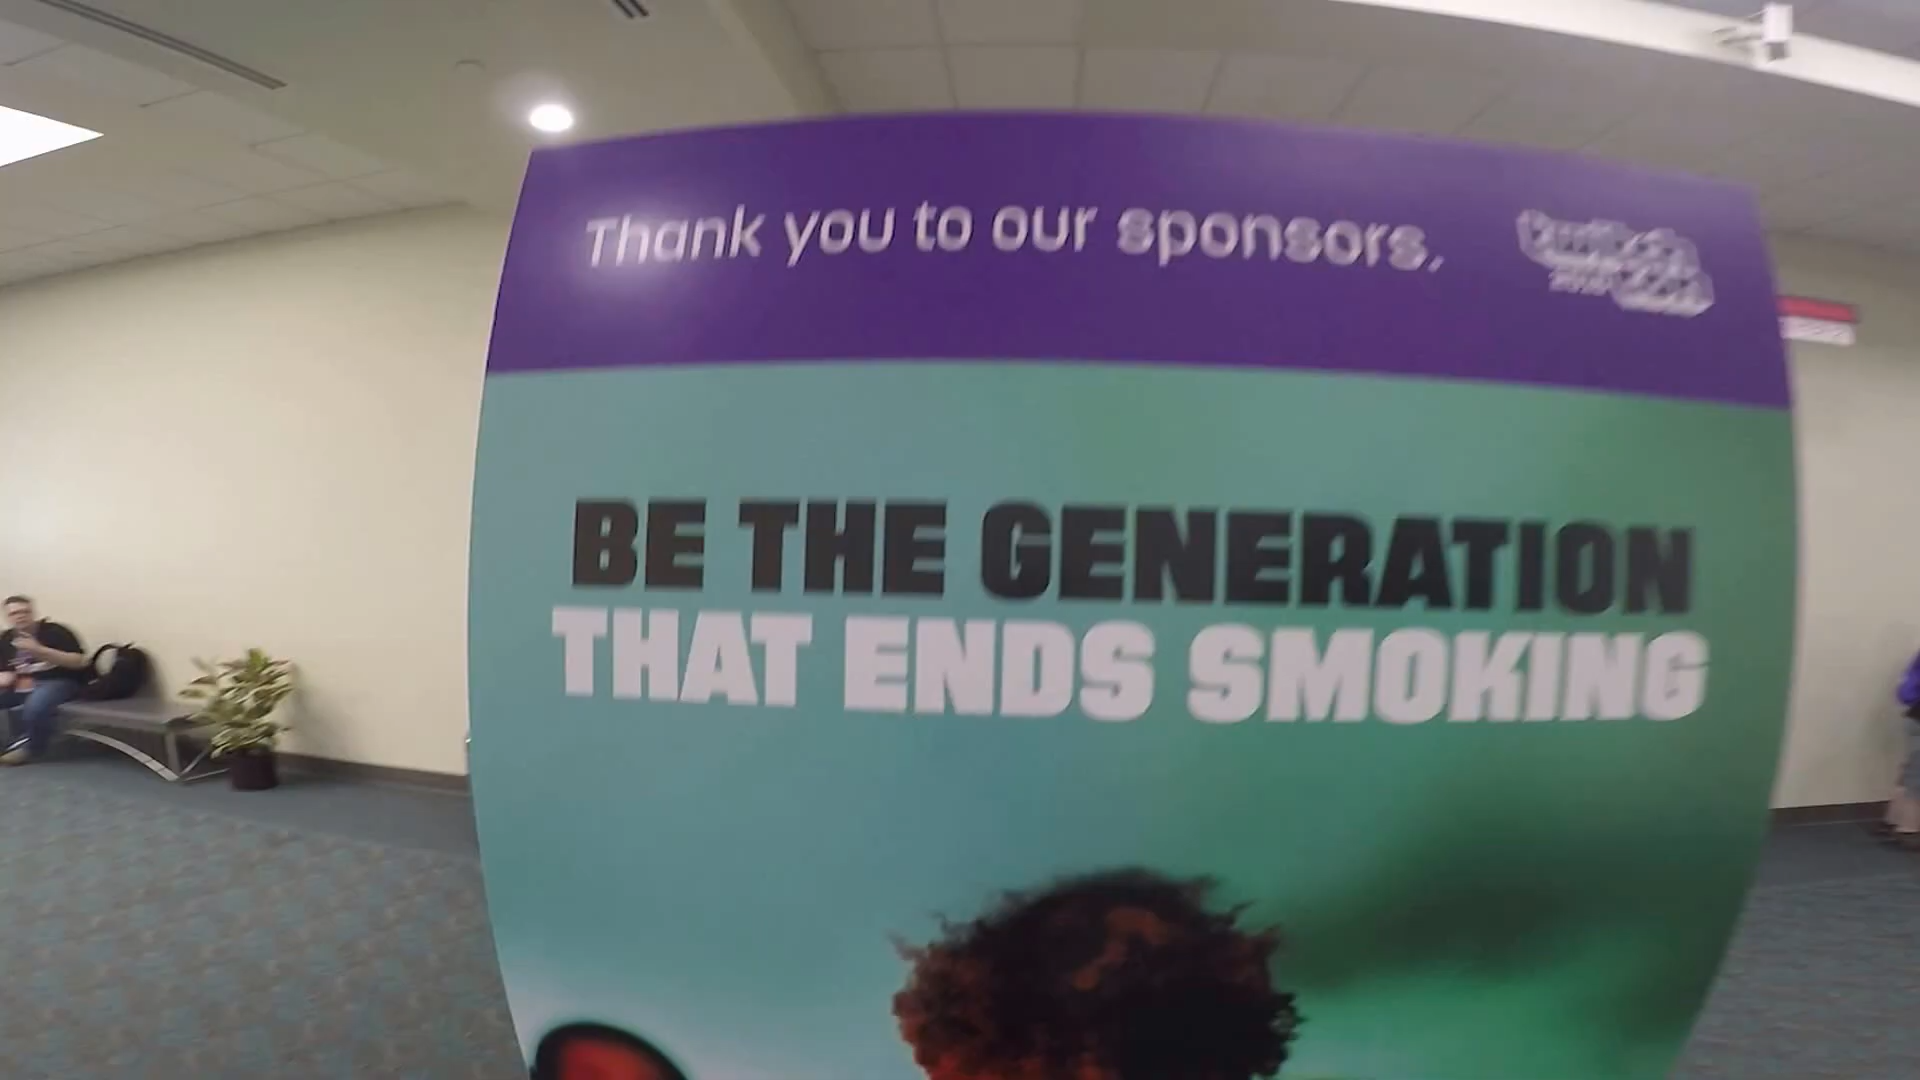 Thank you to our sponsors,
BE THE GENERATION
THAT ENDS SMOKING